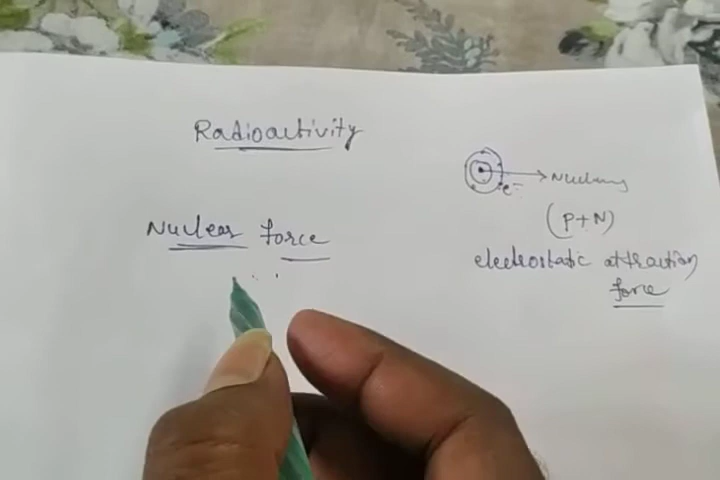 Radioactivity
Nuclear force
Nucleus
e⁻
(P+N)
electrostatic attraction
force